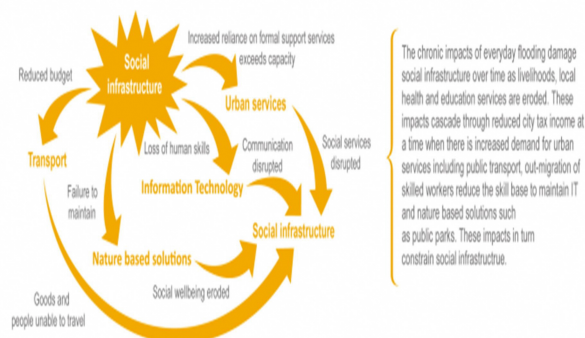 Social
infrastructure
Increased reliance on formal support services
exceeds capacity
Reduced budget
Urban services
Transport
Loss of human skills
Communication
disrupted
Social services
disrupted
Information Technology
Failure to
maintain
Social infrastructure
Nature based solutions
Social wellbeing eroded
Goods and
people unable to travel
The chronic impacts of everyday flooding damage
social infrastructure over time as livelihoods, local
health and education services are eroded. These
impacts cascade through reduced city tax income at
a time when there is increased demand for urban
services including public transport, out-migration of
skilled workers reduce the skill base to maintain IT
and nature based solutions such
as public parks. These impacts in turn
constrain social infrastructrue.